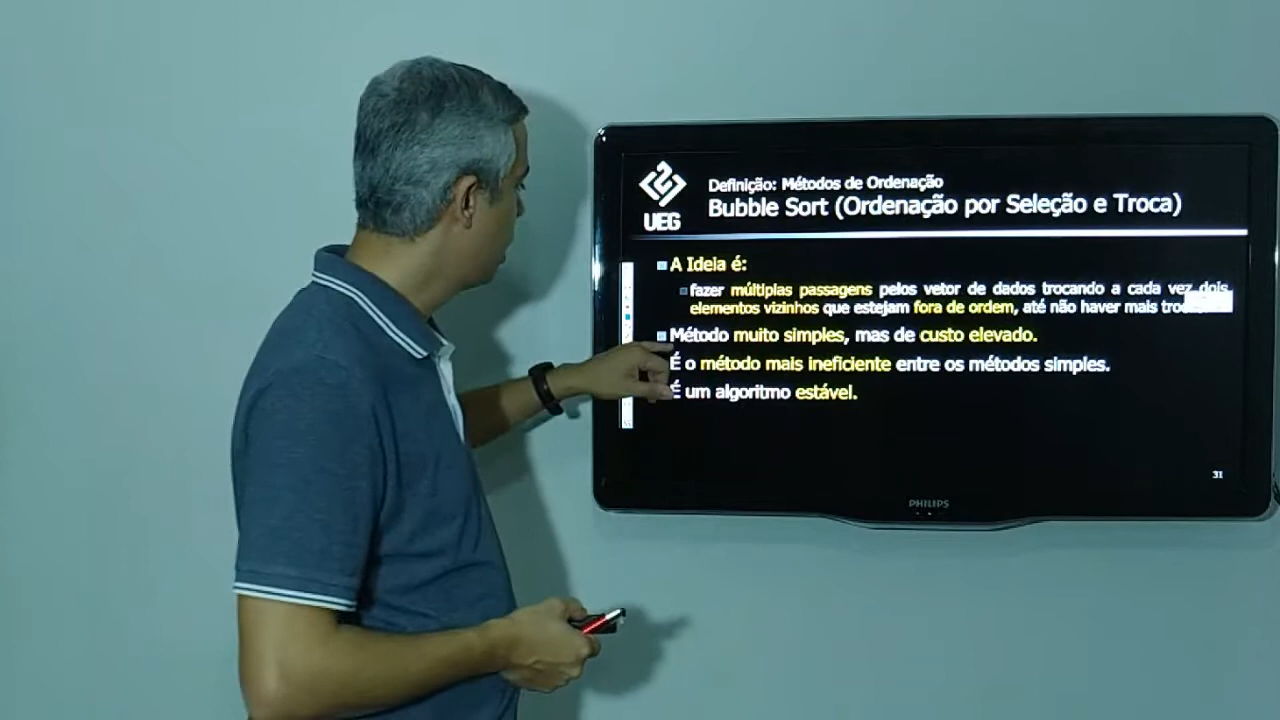 UEG
Definição: Métodos de Ordenação
Bubble Sort (Ordenação por Seleção e Troca)
A Ideia é:
fazer múltiplas passagens pelos vetor de dados trocando a cada vez dois
elementos vizinhos que estejam fora de ordem, até não haver mais
Método muito simples, mas de custo elevado.
É o método mais ineficiente entre os métodos simples.
É um algoritmo estável.
31
PHILIPS